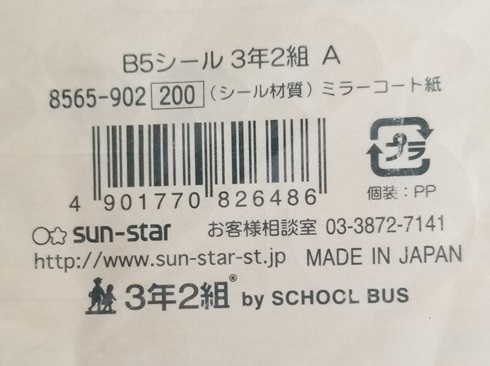 B5シール 3年2組 A
8565-902 200 (シール材質) ミラーコート紙
プラ
4 901770 826486
個装:PP
sun-star お客様相談室 03-3872-7141
http://www.sun-star-st.jp MADE IN JAPAN
3年2組® by SCHOOL BUS